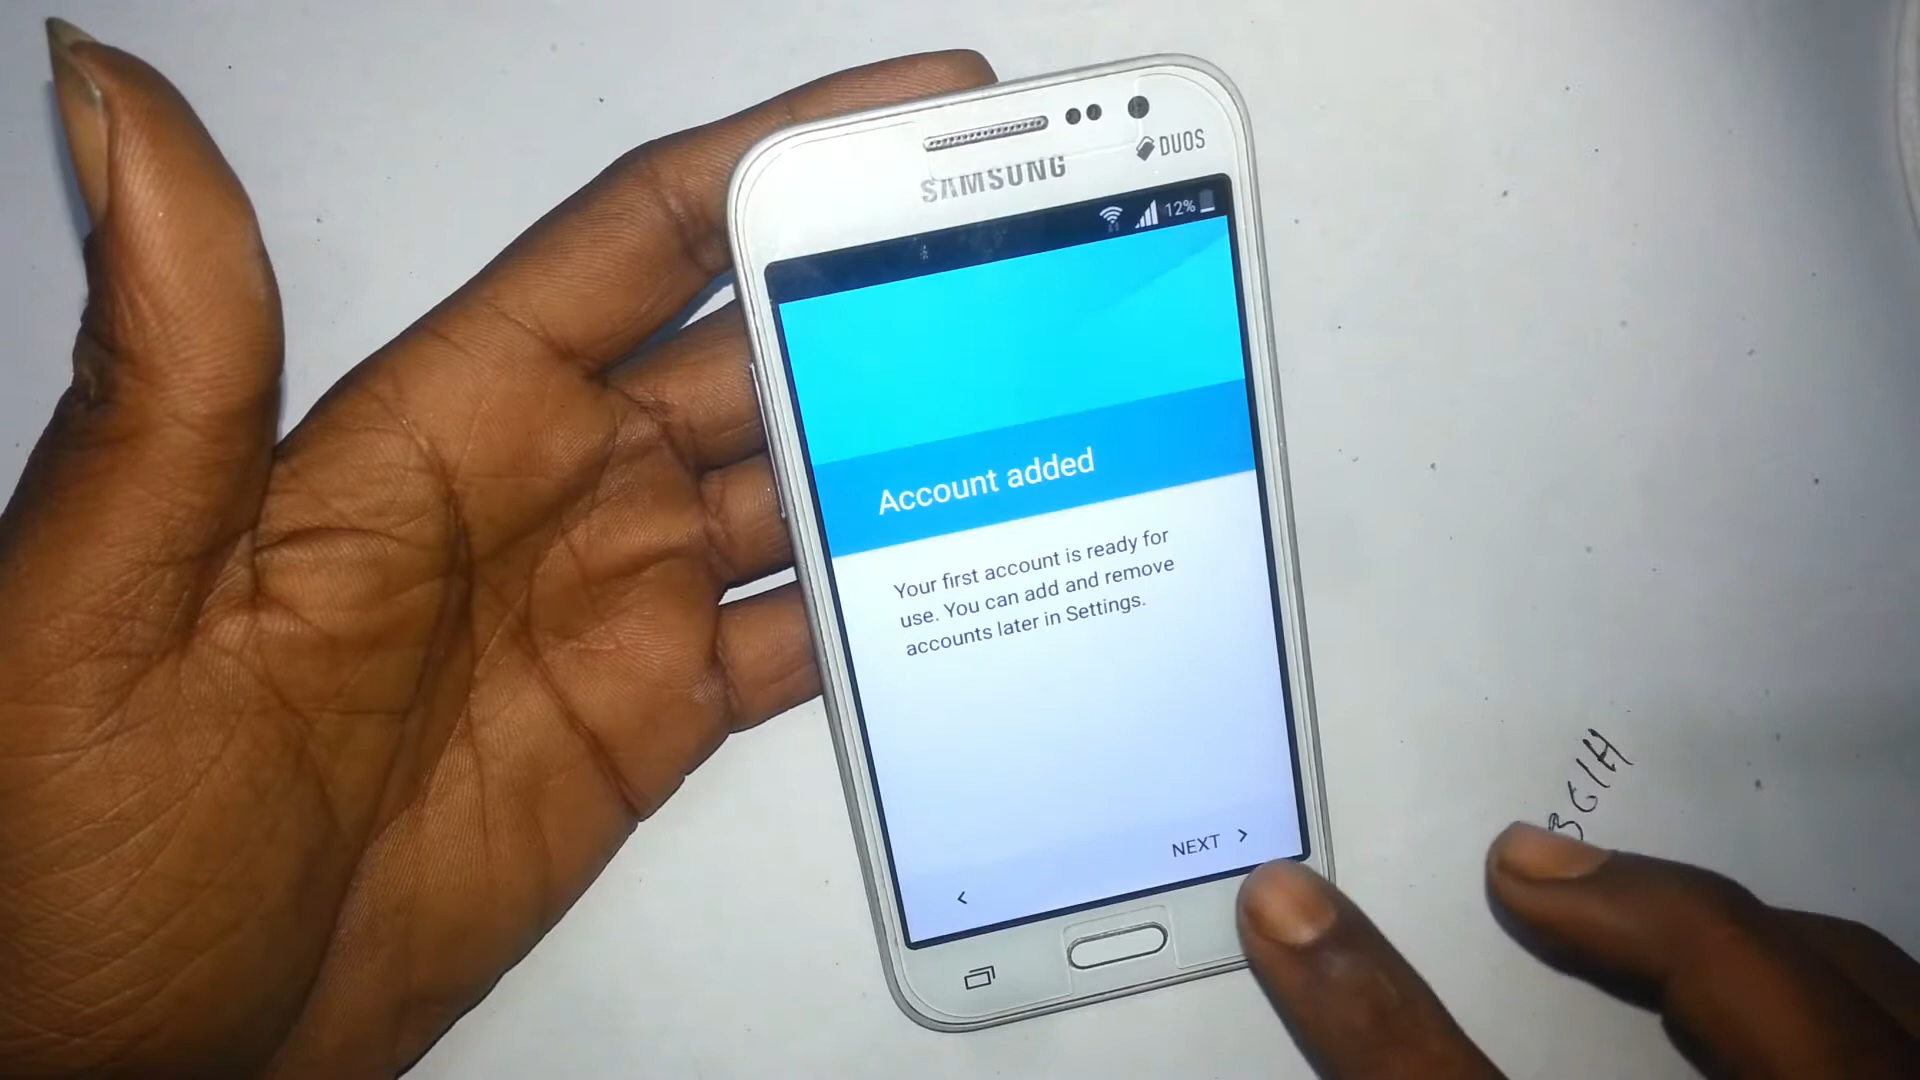 DUOS
SAMSUNG
12%
Account added
Your first account is ready for
use. You can add and remove
accounts later in Settings.
NEXT